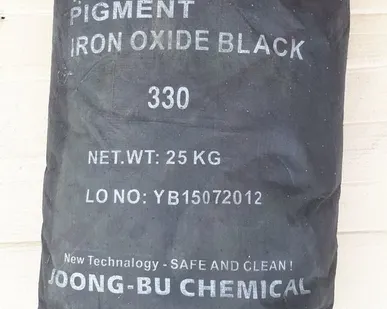 PIGMENT
IRON OXIDE BLACK
330
NET.WT: 25 KG
LO NO: YB15072012
New Technology - SAFE AND CLEAN !
JOONG-BU CHEMICAL